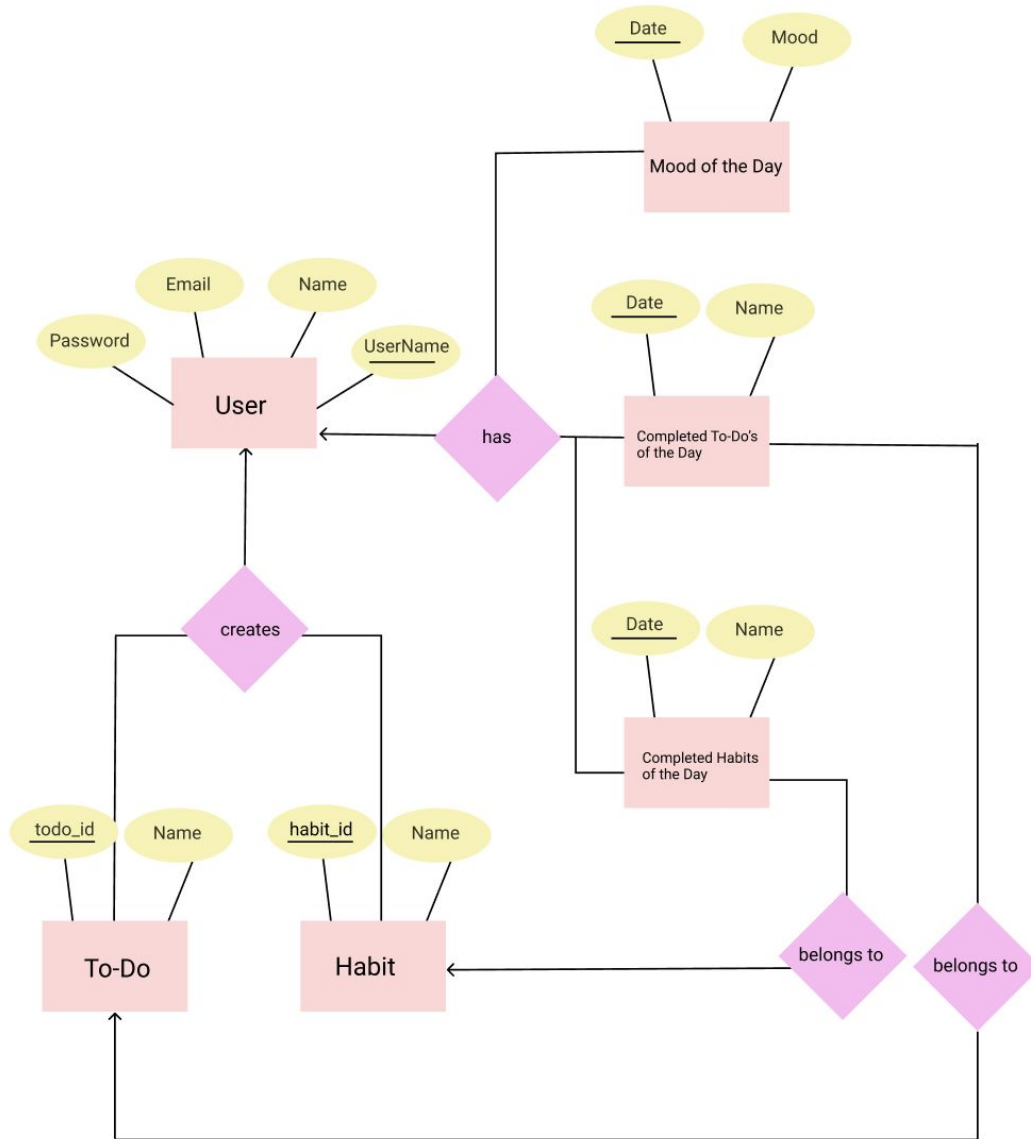 Date
Mood
Mood of the Day
Email
Name
Password
UserName
User
Date
Name
has
Completed To-Do's
of the Day
creates
Date
Name
Completed Habits
of the Day
todo_id
Name
habit_id
Name
To-Do
Habit
belongs to
belongs to